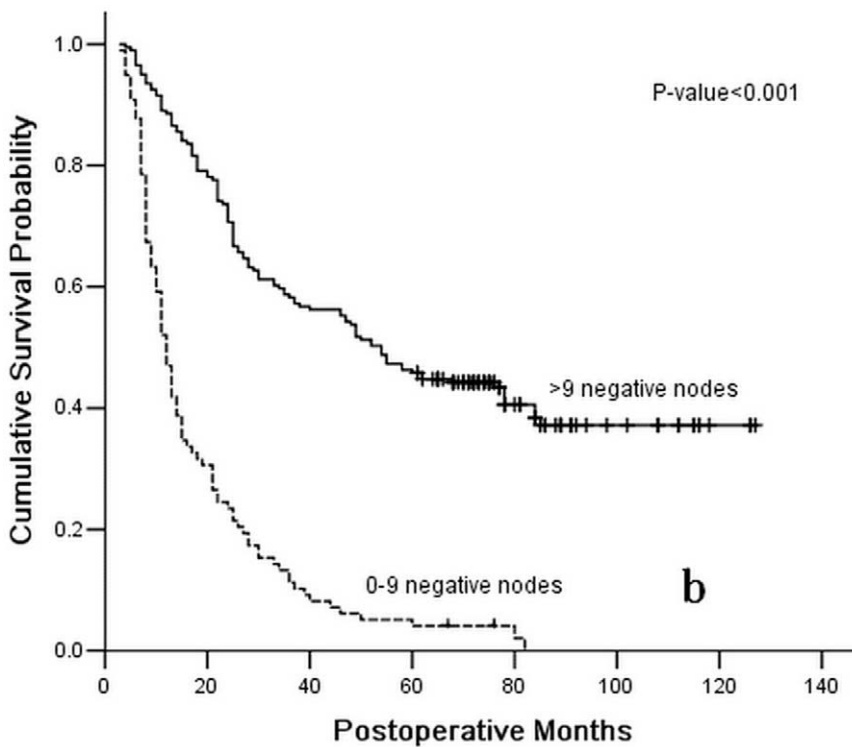 Cumulative Survival Probability
1.0
0.8
0.6
0.4
0.2
0.0
P-value<0.001
>9 negative nodes
0-9 negative nodes
b
0 20 40 60 80 100 120 140
Postoperative Months